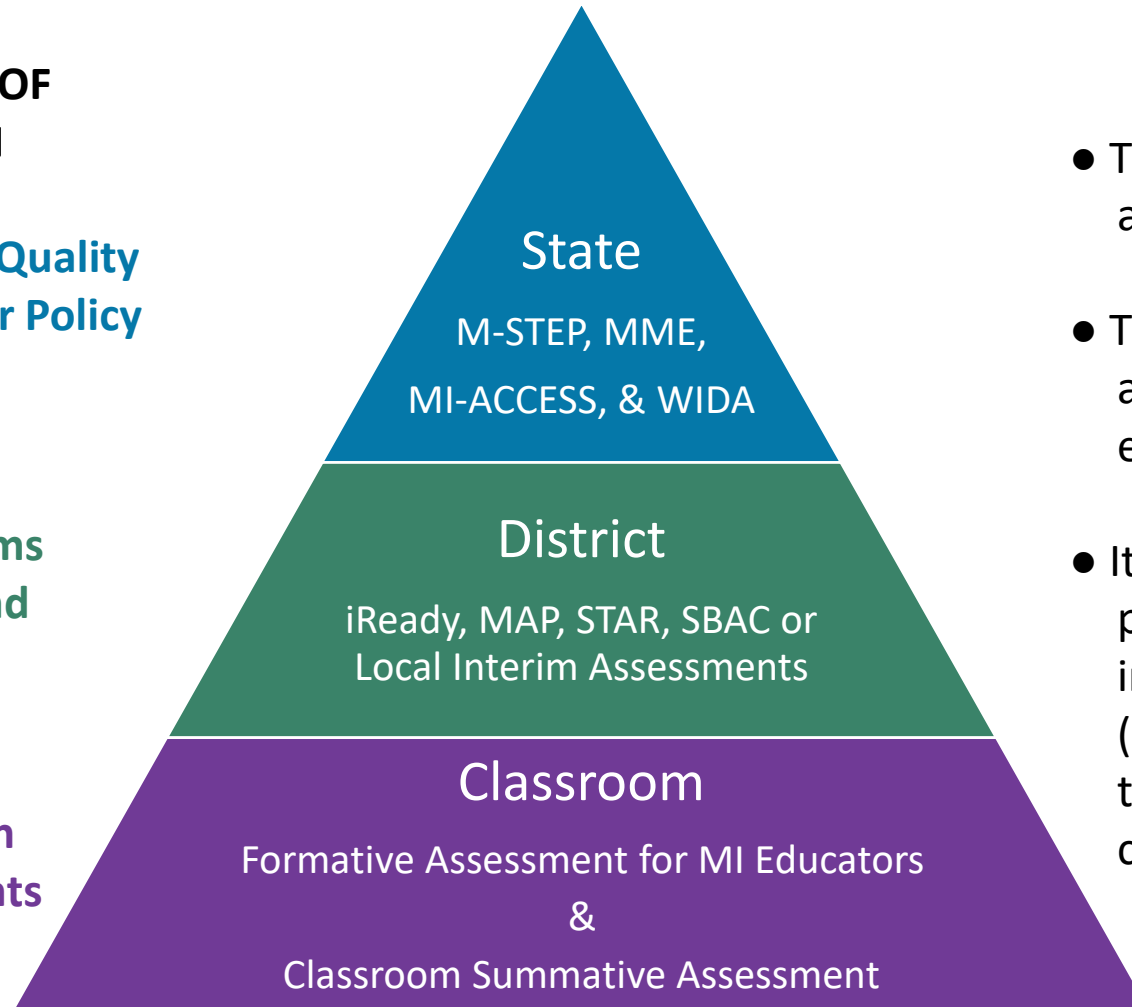 OF
Quality
r Policy
ms
nd
n
nts
State
M-STEP, MME,
MI-ACCESS, & WIDA
District
iReady, MAP, STAR, SBAC or
Local Interim Assessments
Classroom
Formative Assessment for MI Educators
&
Classroom Summative Assessment
● T
a
● T
a
e
● It
p
i
(
t